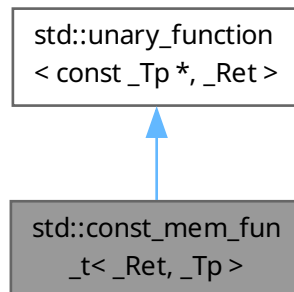 std::unary_function
< const _Tp *, _Ret >
std::const_mem_fun
_t< _Ret, _Tp >